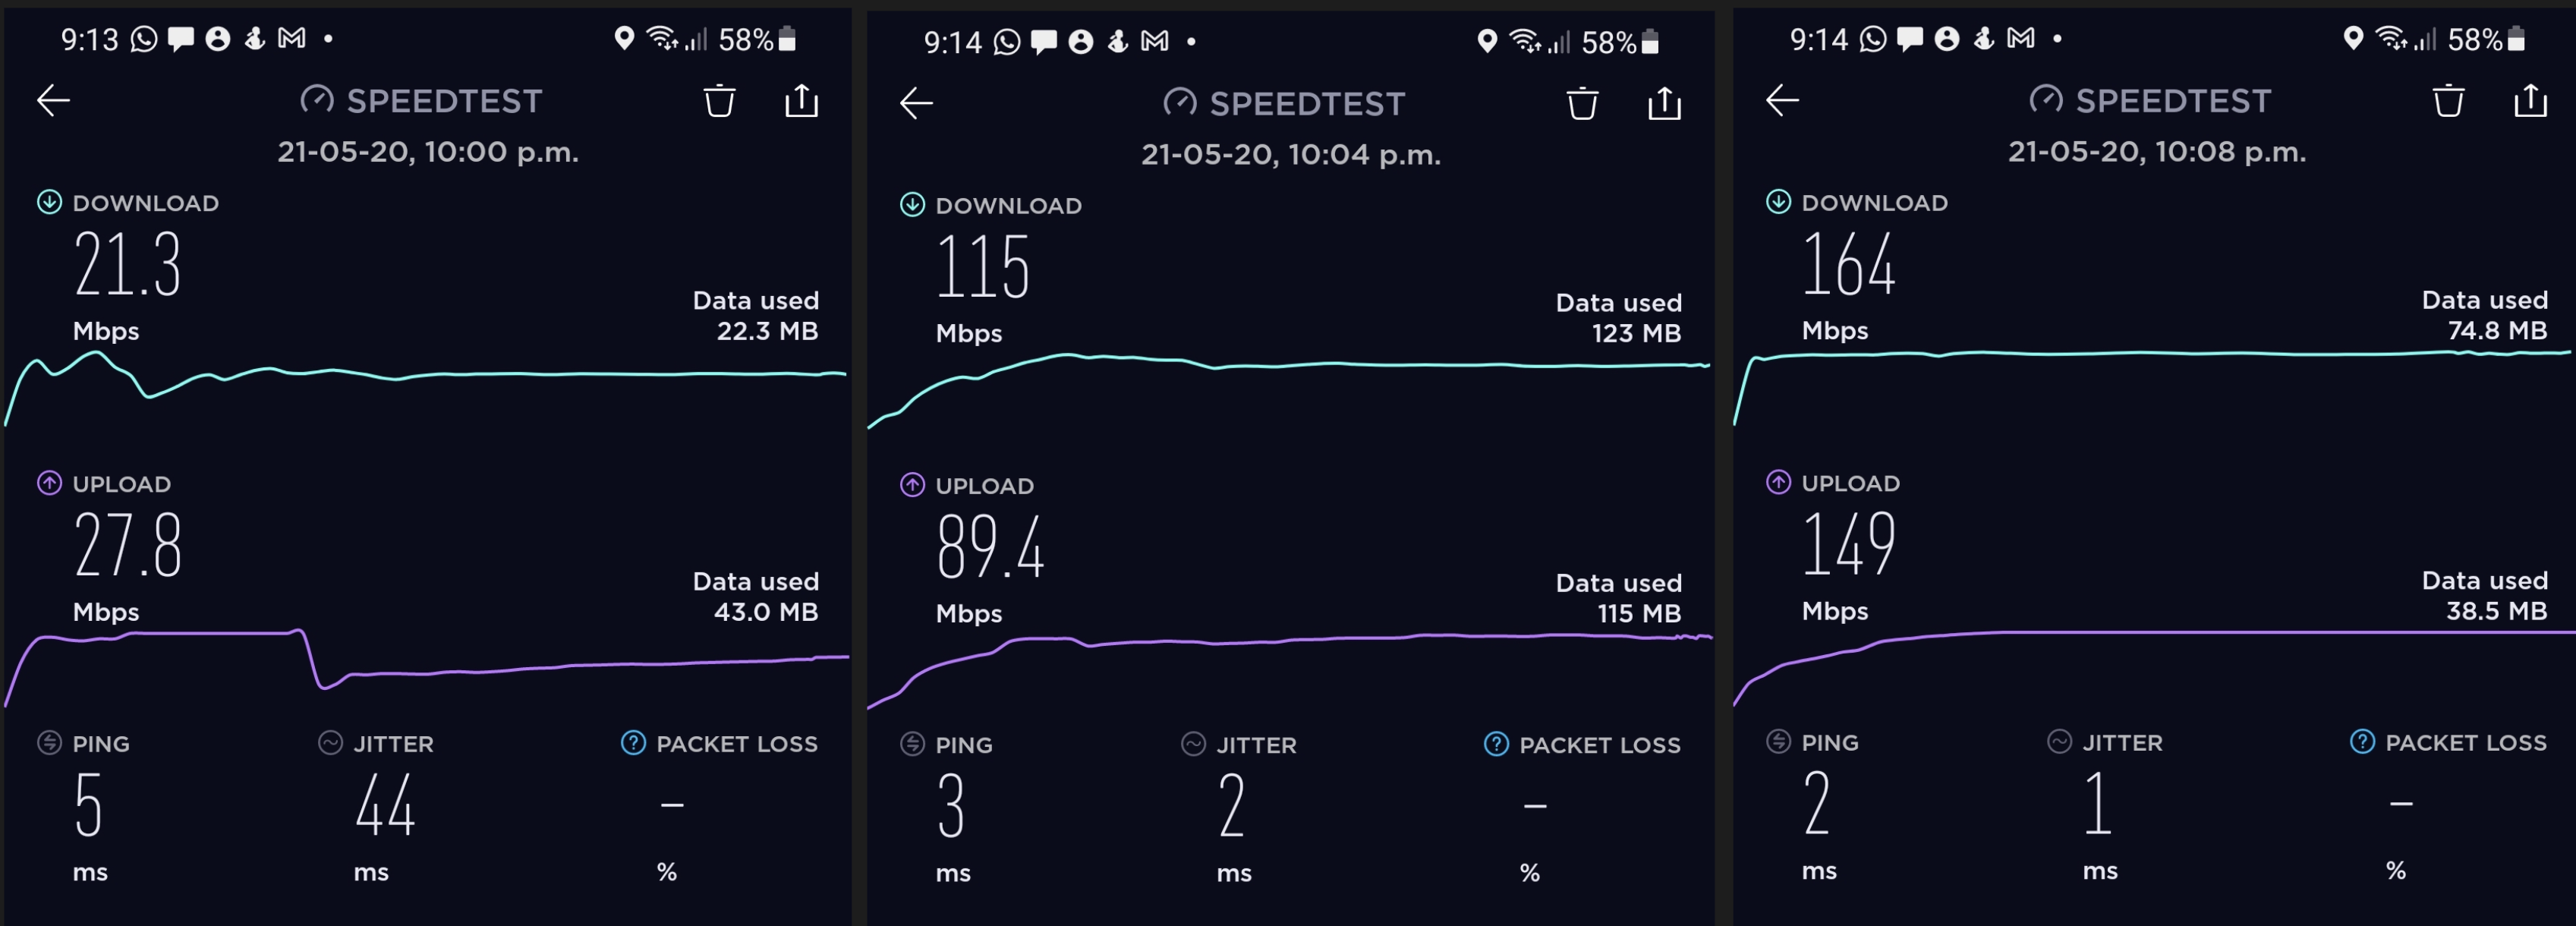 9:13 58%
SPEEDTEST
21-05-20, 10:00 p.m.
DOWNLOAD
21.3
Mbps
Data used
22.3 MB
UPLOAD
27.8
Mbps
Data used
43.0 MB
PING JITTER ? PACKET LOSS
5 44 –
ms ms %
9:14 58%
SPEEDTEST
21-05-20, 10:04 p.m.
DOWNLOAD
115
Mbps
Data used
123 MB
UPLOAD
89.4
Mbps
Data used
115 MB
PING JITTER ? PACKET LOSS
3 2 –
ms ms %
9:14 58%
SPEEDTEST
21-05-20, 10:08 p.m.
DOWNLOAD
164
Mbps
Data used
74.8 MB
UPLOAD
149
Mbps
Data used
38.5 MB
PING JITTER ? PACKET LOSS
2 1 –
ms ms %